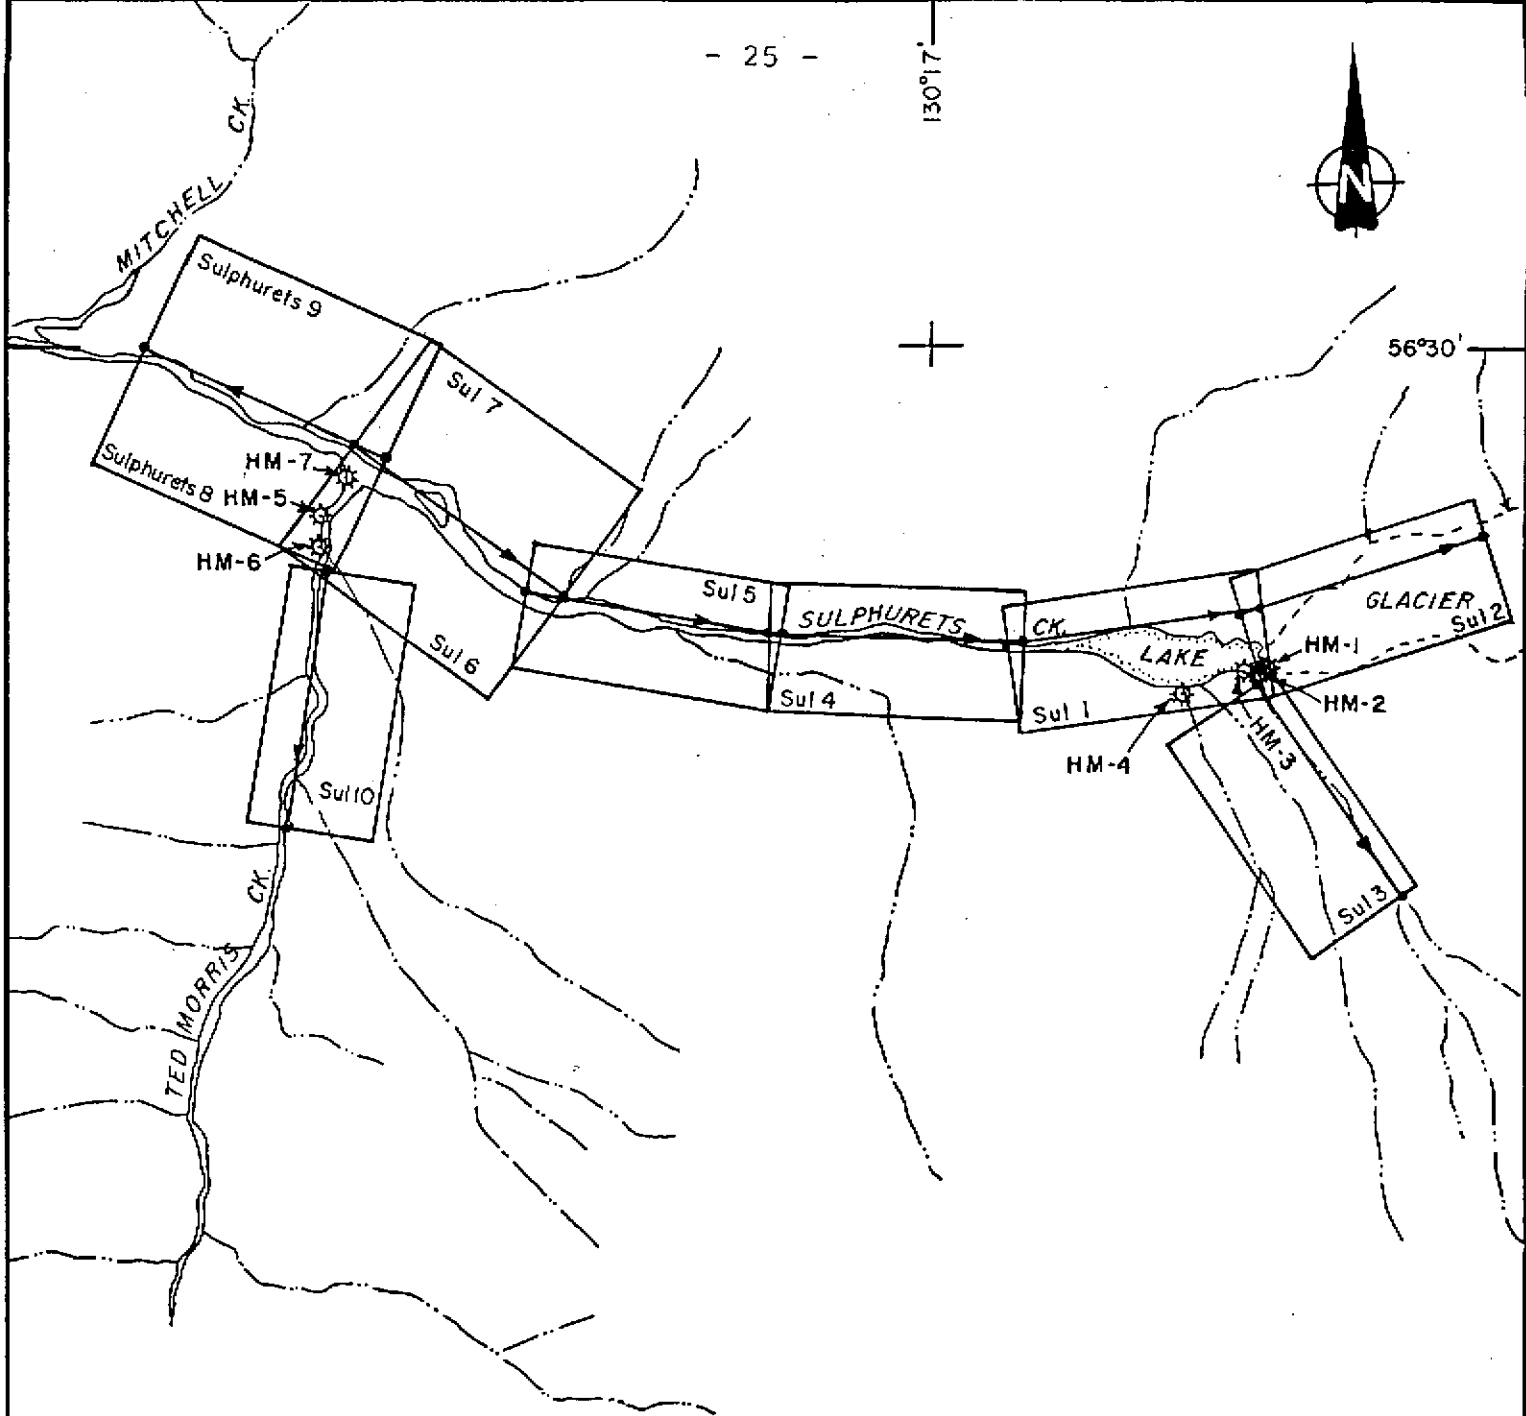 - 25 -
130°17'
N
MITCHELL CK.
Sulphurets 9
56°30'
Sul 7
HM-7
Sulphurets 8
HM-5
HM-6
Sul 5
SULPHURETS CK.
GLACIER
Sul 2
LAKE
HM-1
Sul 6
Sul 4
Sul 1
HM-2
HM-3
HM-4
Sul 10
Sul 3
TED MORRIS CK.